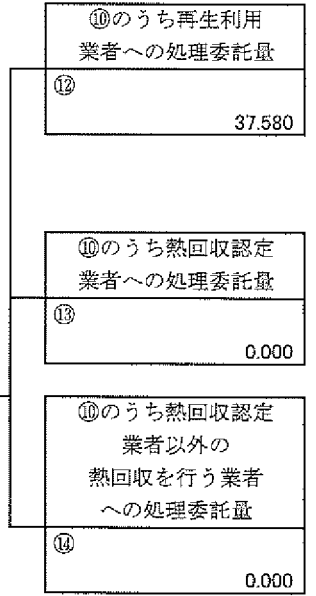 ⑩のうち再生利用
業者への処理委託量
⑫
37.580
⑩のうち熱回収認定
業者への処理委託量
⑬
0.000
⑩のうち熱回収認定
業者以外の
熱回収を行う業者
への処理委託量
⑭
0.000